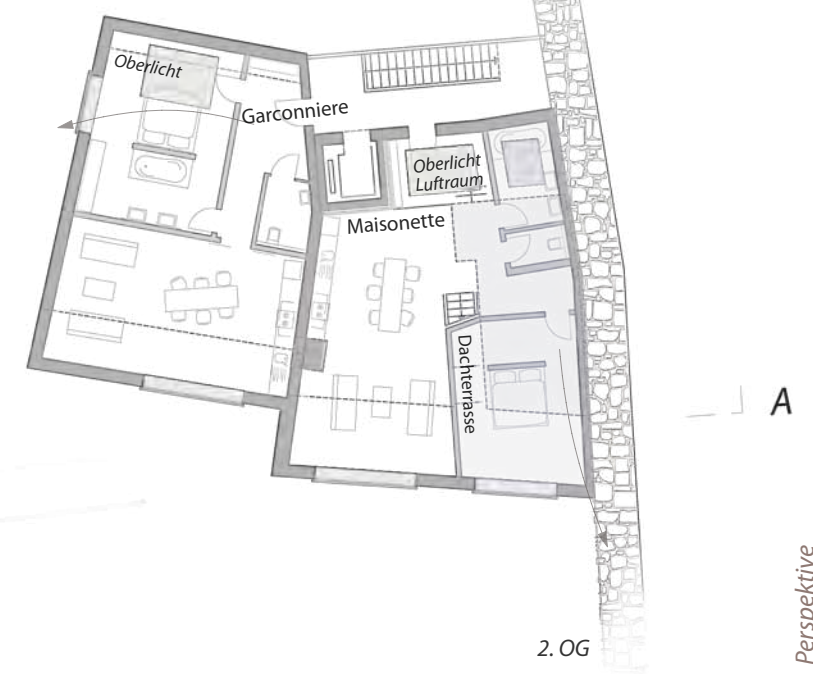 Oberlicht
Garconniere
Oberlicht
Luftraum
Maisonette
Dachterrasse
A
Perspektive
2. OG